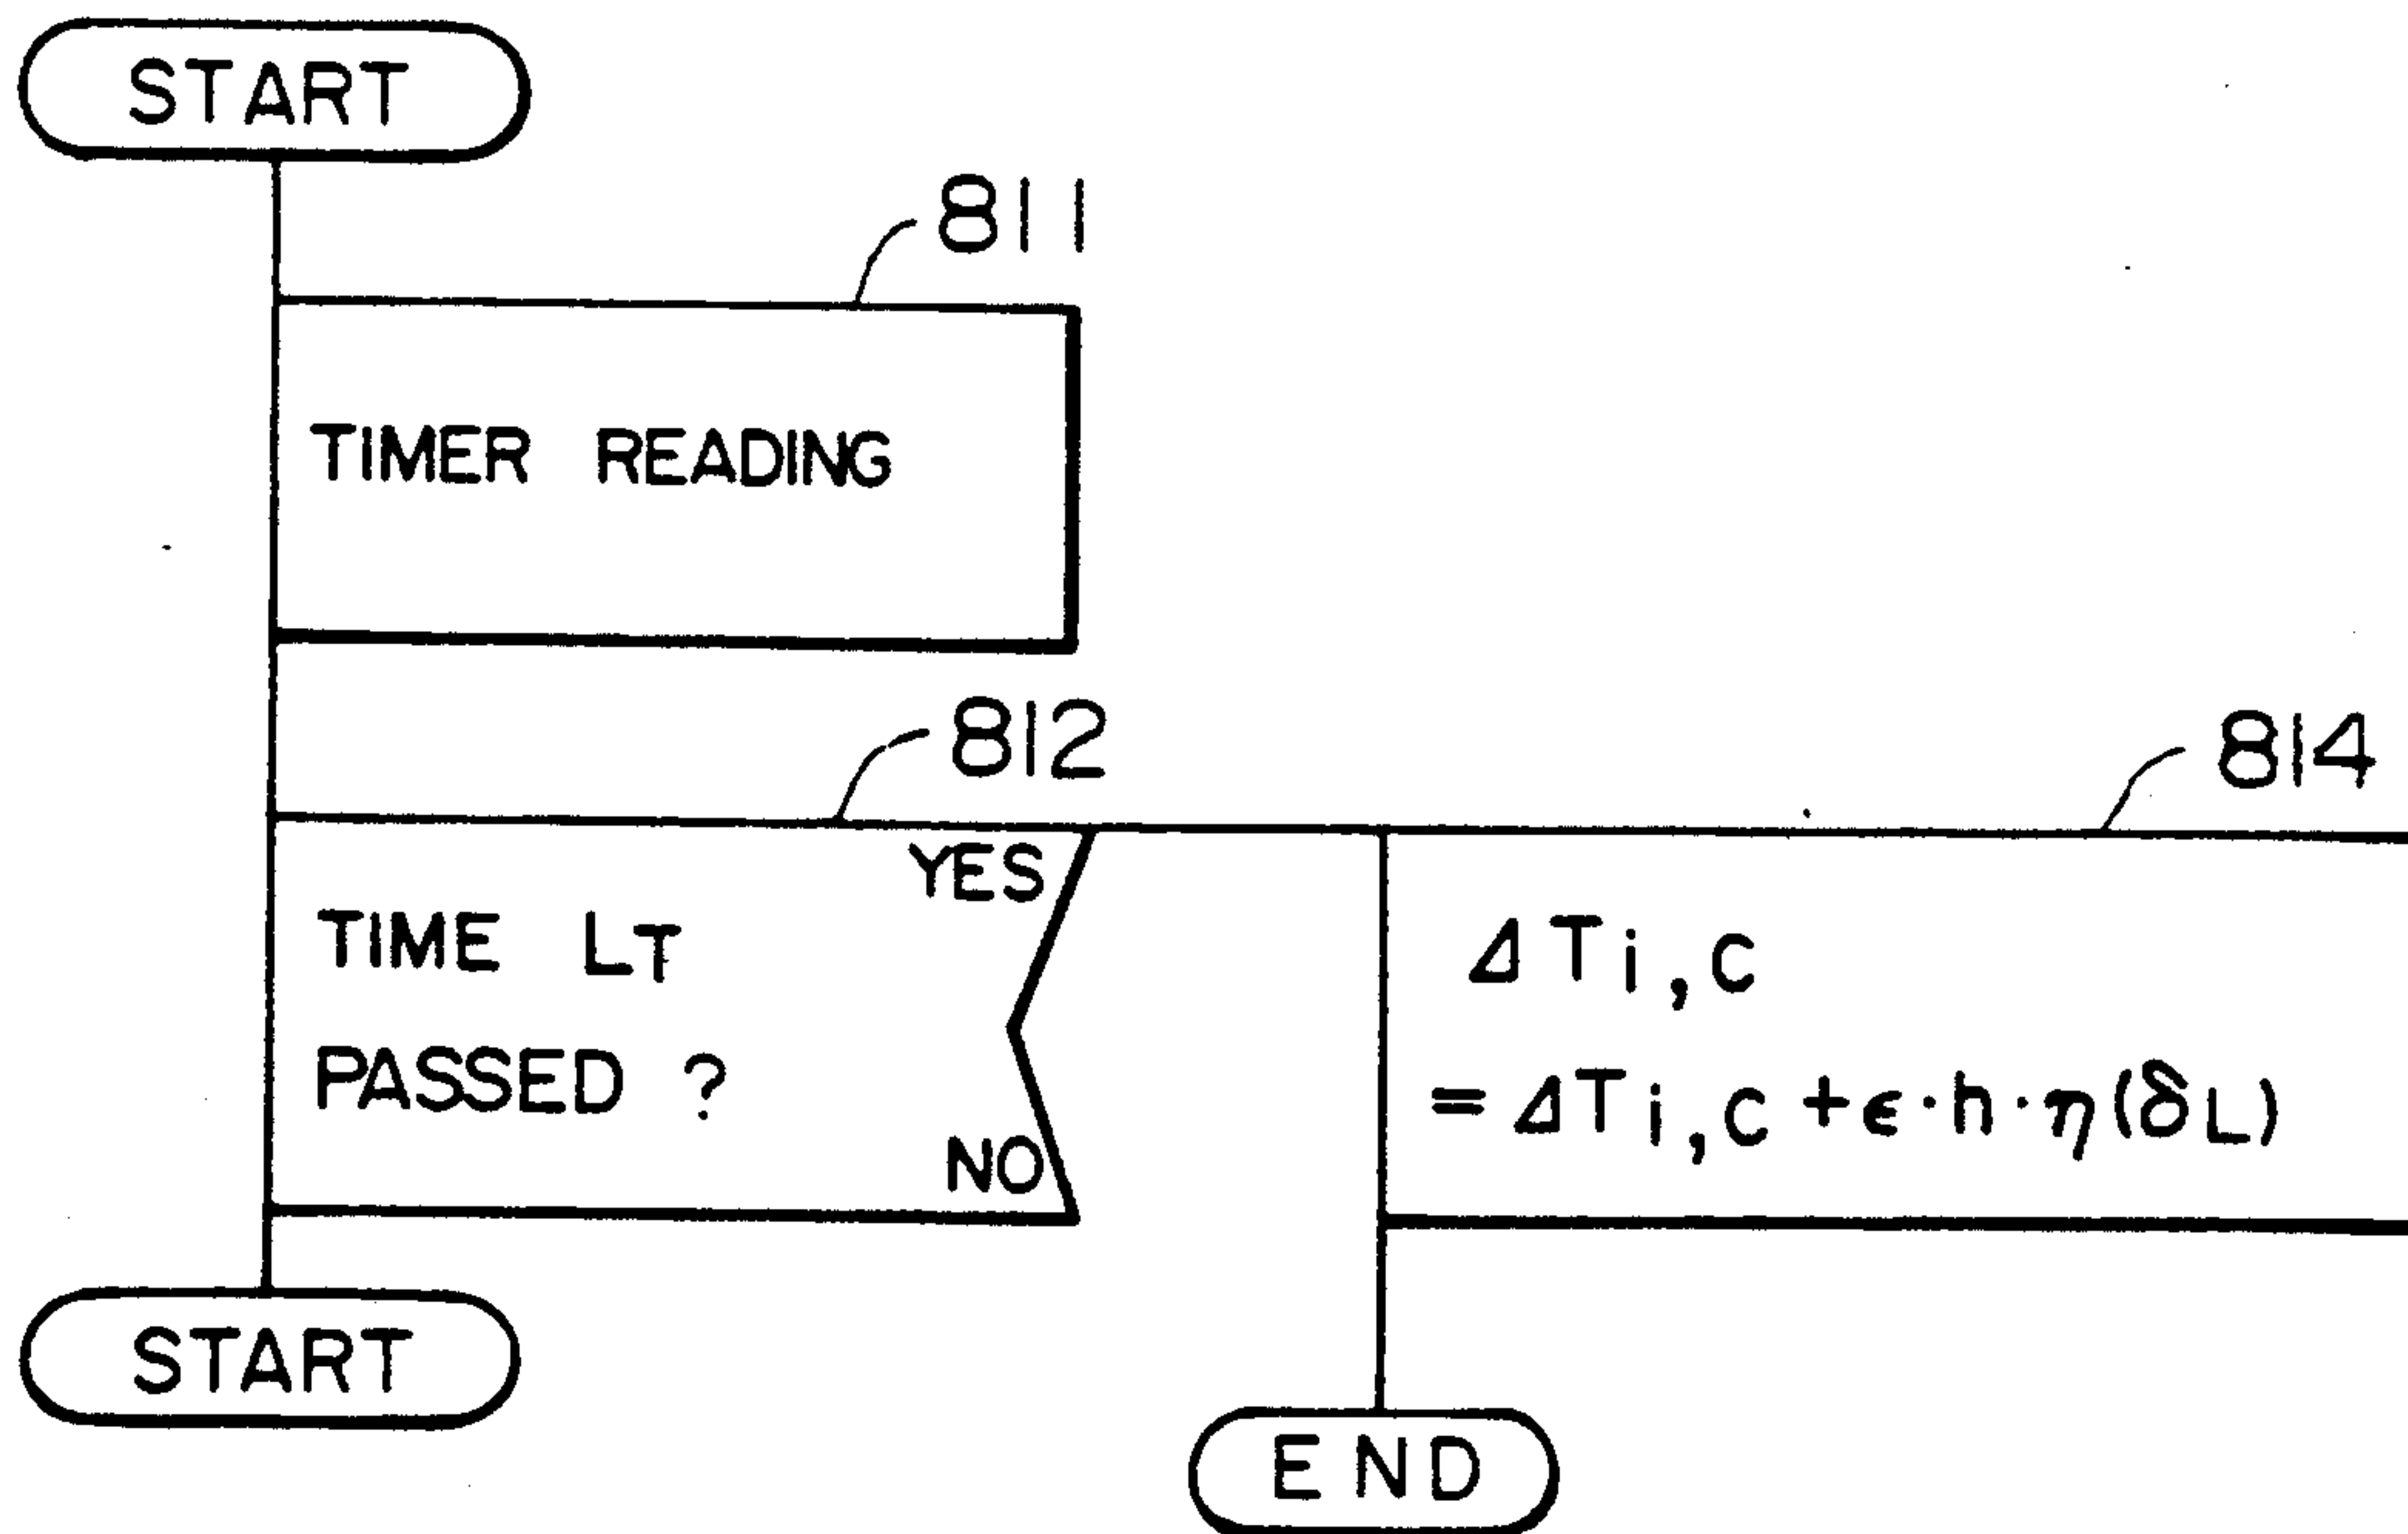 START
811
TIMER READING
812
814
YES
TIME LT
PASSED ?
NO
ΔTi,c
=ΔTi,c+ϵ·h·η(δL)
START
END